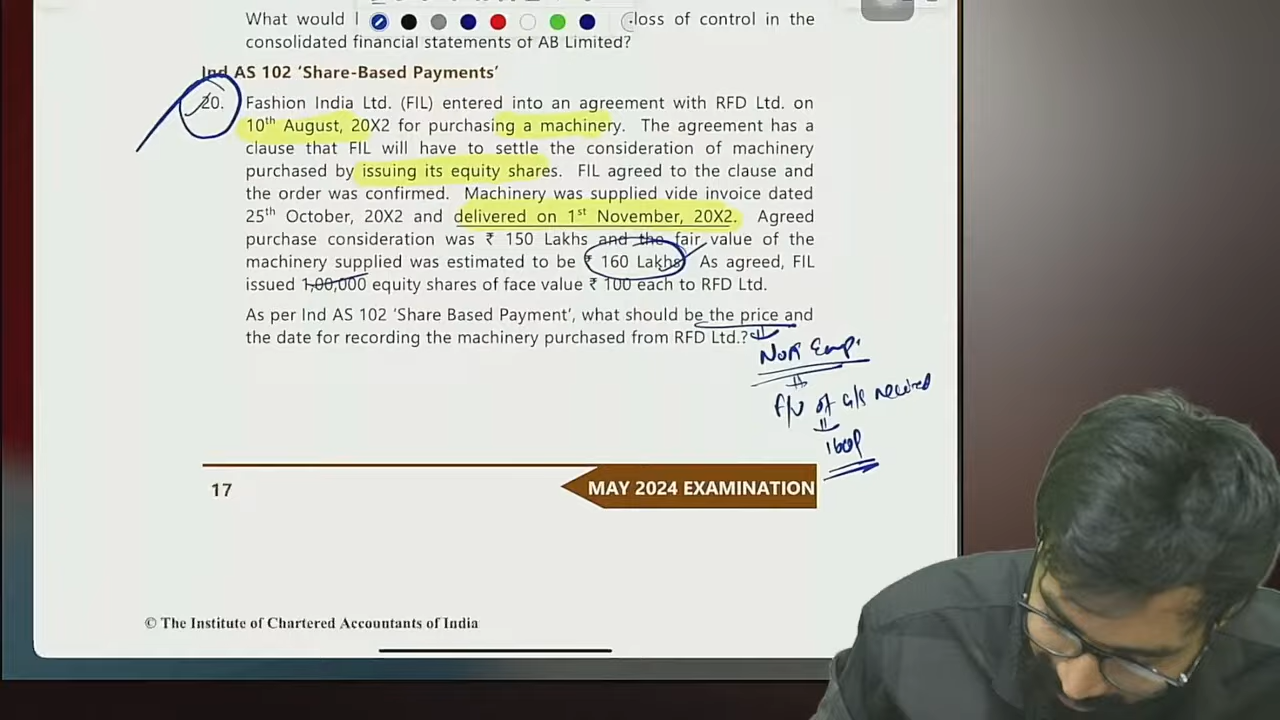 What would l loss of control in the
consolidated financial statements of AB Limited?
Ind AS 102 ‘Share-Based Payments’
20. Fashion India Ltd. (FIL) entered into an agreement with RFD Ltd. on
10th August, 20X2 for purchasing a machinery. The agreement has a
clause that FIL will have to settle the consideration of machinery
purchased by issuing its equity shares. FIL agreed to the clause and
the order was confirmed. Machinery was supplied vide invoice dated
25th October, 20X2 and delivered on 1st November, 20X2. Agreed
purchase consideration was ₹ 150 Lakhs and the fair value of the
machinery supplied was estimated to be ₹ 160 Lakhs. As agreed, FIL
issued 1,00,000 equity shares of face value ₹ 100 each to RFD Ltd.
As per Ind AS 102 ‘Share Based Payment’, what should be the price and
the date for recording the machinery purchased from RFD Ltd.?
Non Emp.
F/V of G/S received
160l
17
MAY 2024 EXAMINATION
© The Institute of Chartered Accountants of India